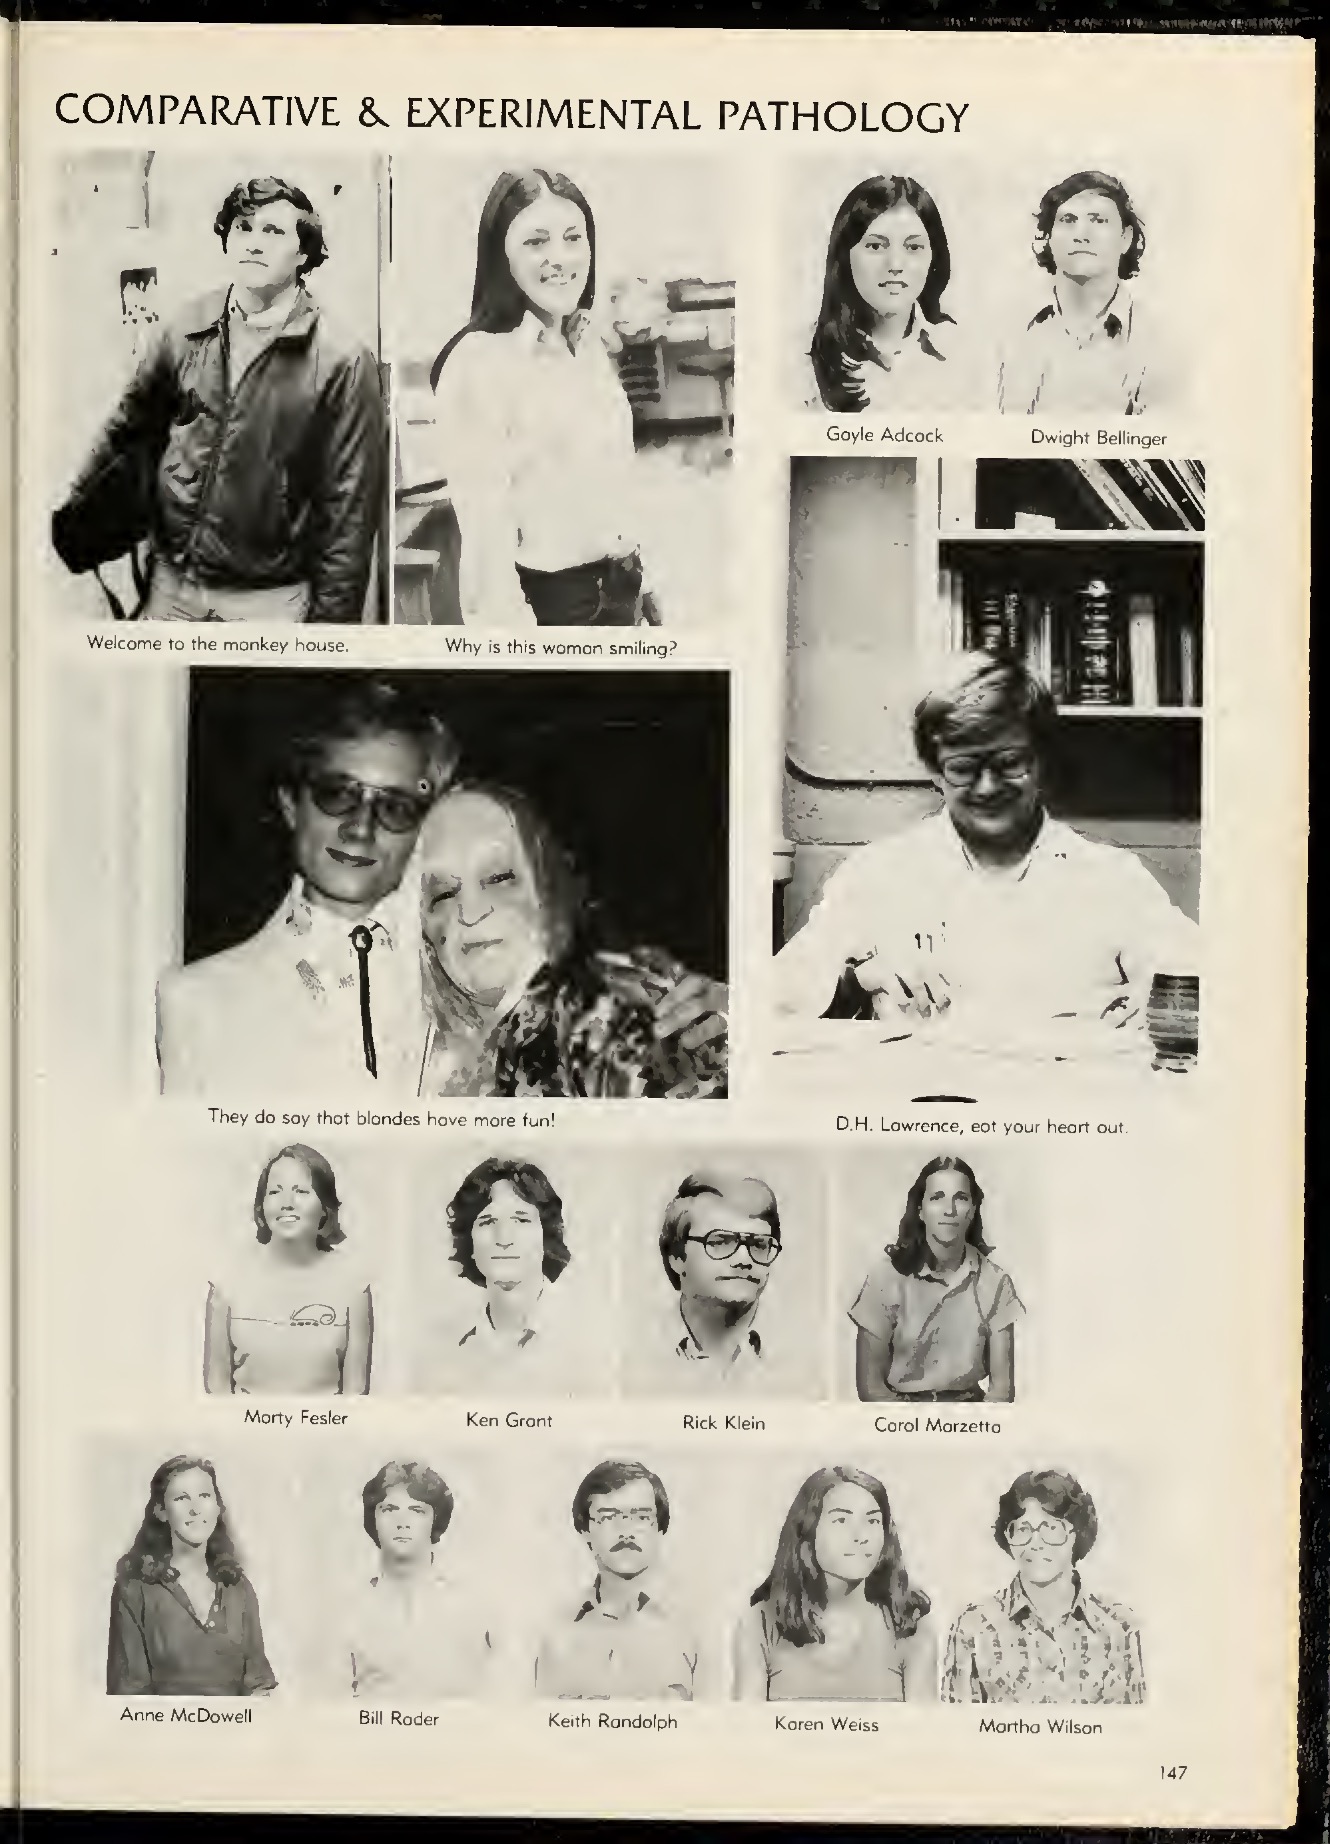 COMPARATIVE & EXPERIMENTAL PATHOLOGY
Gayle Adcock
Dwight Bellinger
Welcome to the monkey house.
Why is this woman smiling?
They do say that blondes have more fun!
D.H. Lawrence, eat your heart out.
Marty Fesler
Ken Grant
Rick Klein
Carol Marzetta
Anne McDowell
Bill Rader
Keith Randolph
Karen Weiss
Martha Wilson
147